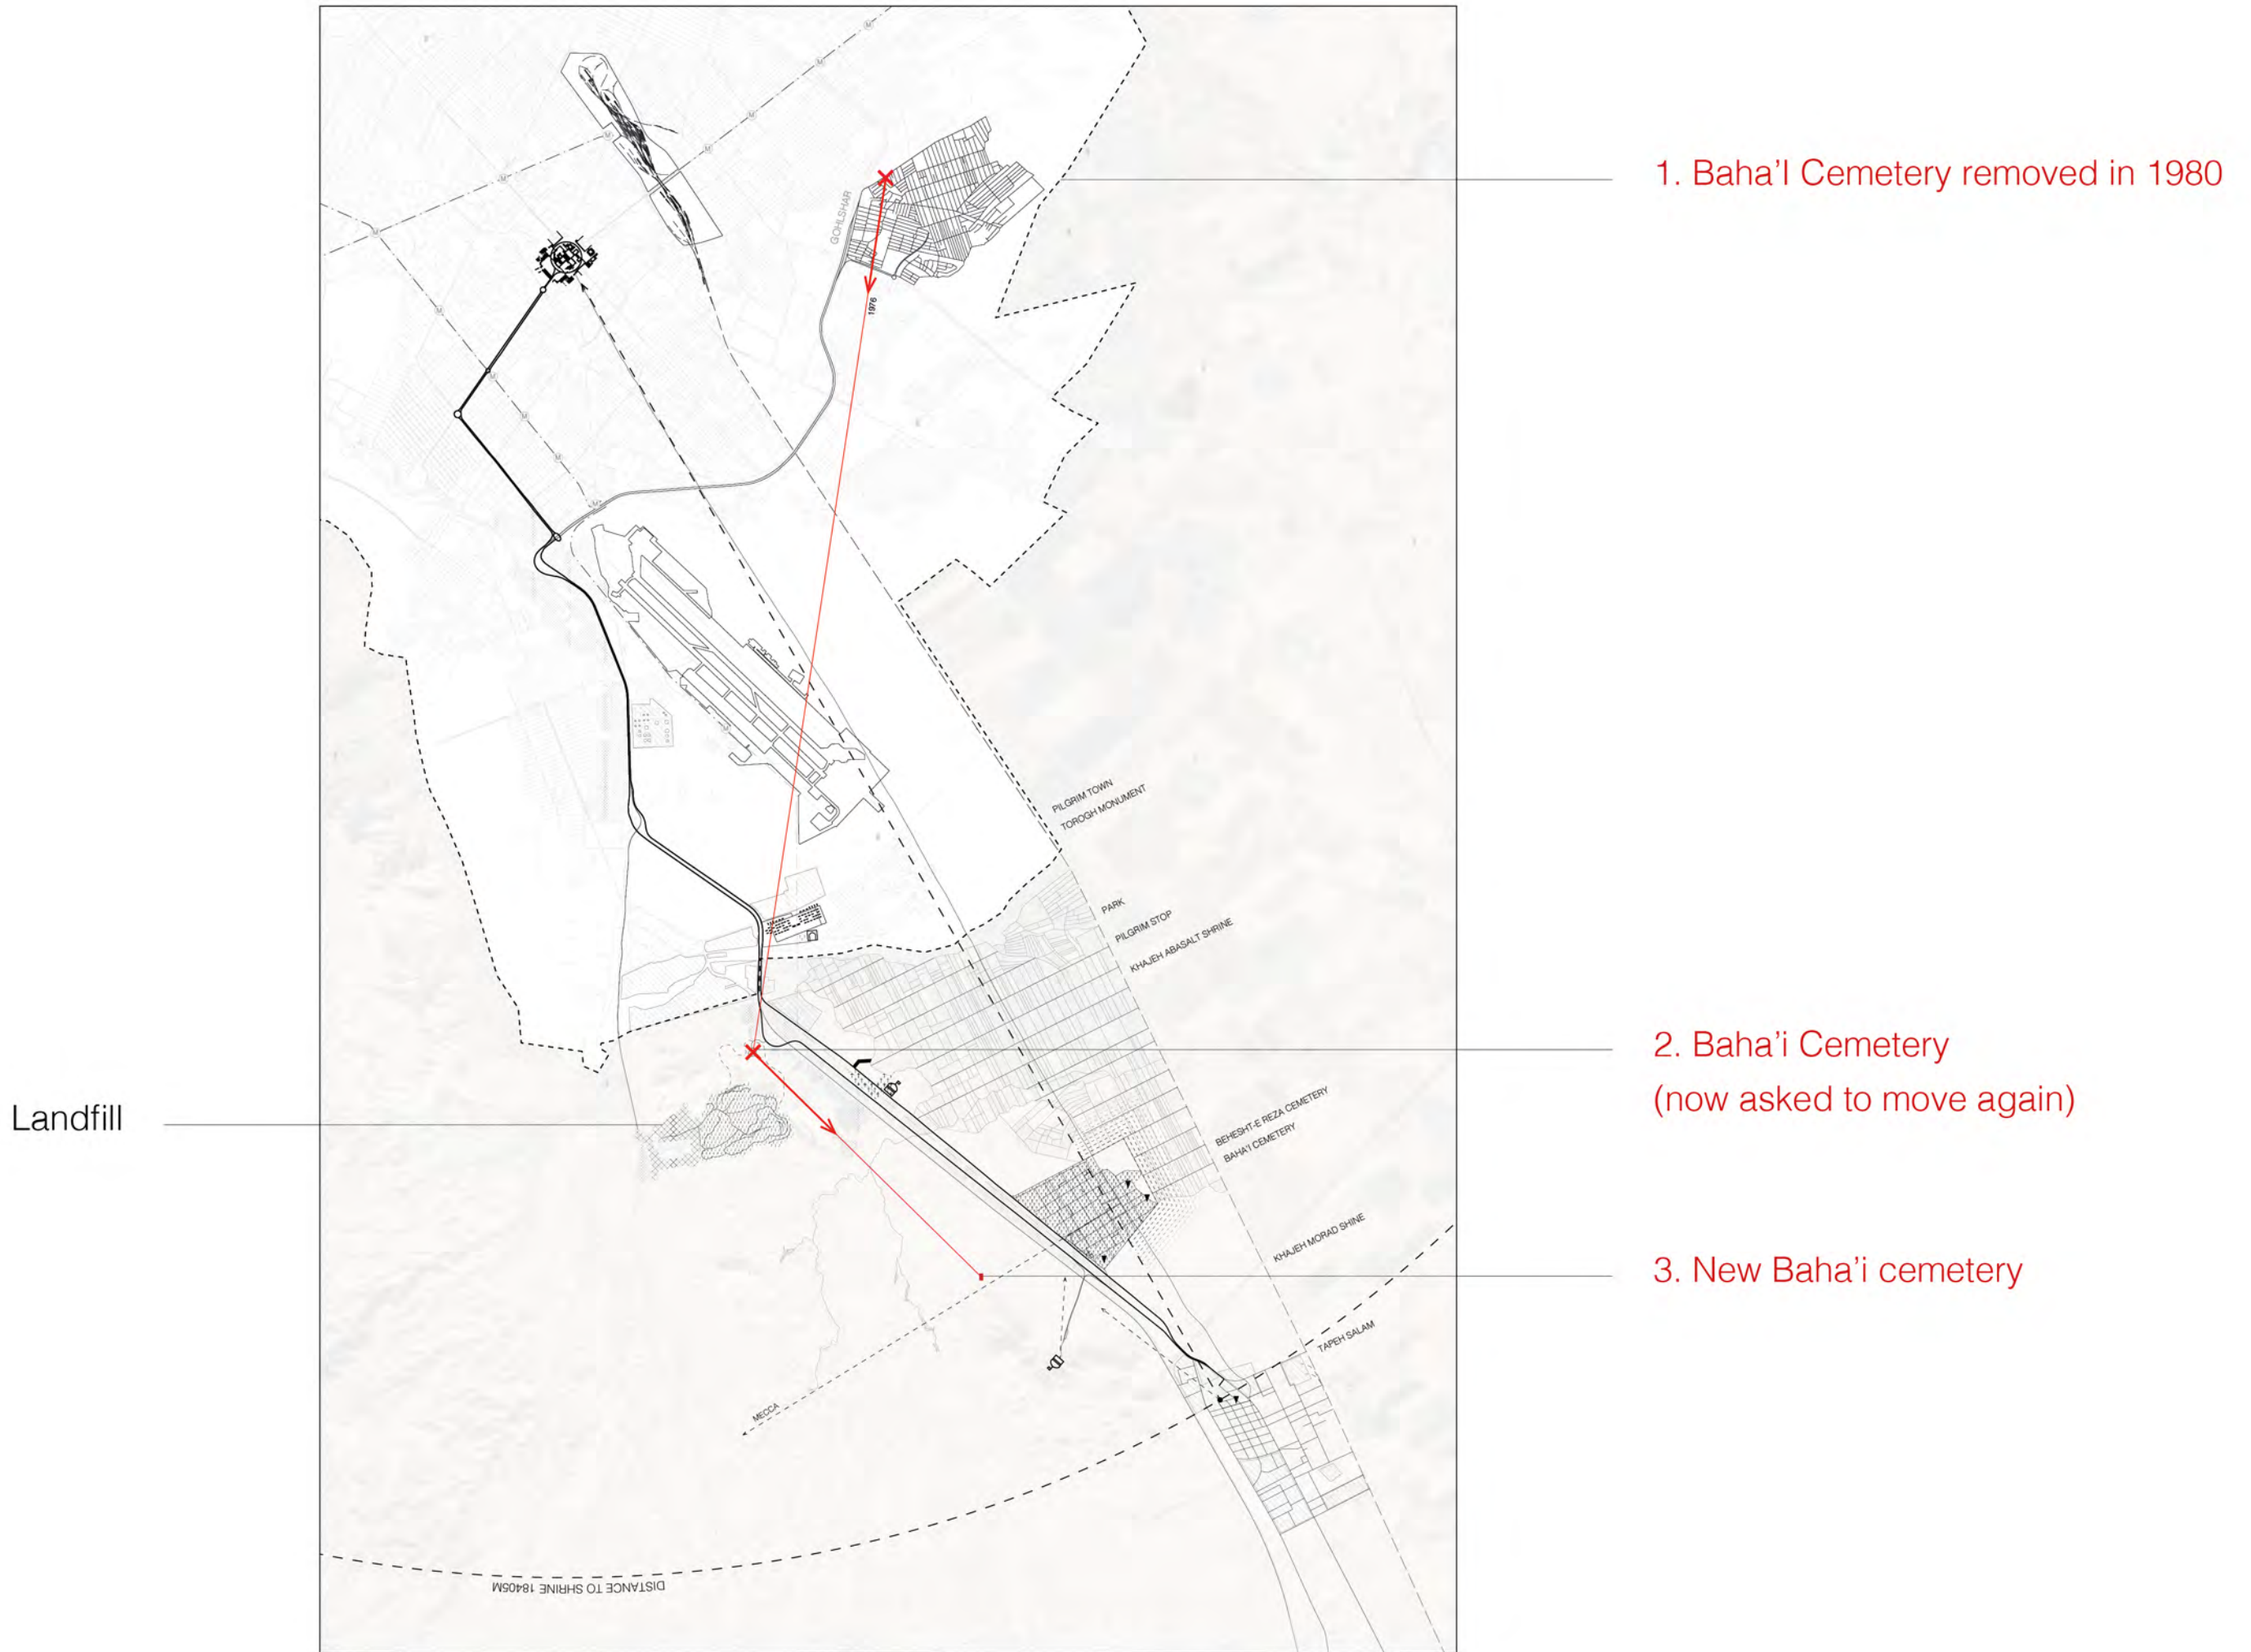 1. Baha'l Cemetery removed in 1980
GOHLSHAR
1976
PILGRIM TOWN
TOROGH MONUMENT
PARK
PILGRIM STOP
KHAJEH ABASALT SHRINE
2. Baha'i Cemetery
(now asked to move again)
Landfill
BEHESHT-E REZA CEMETERY
BAHA'I CEMETERY
KHAJEH MORAD SHINE
3. New Baha'i cemetery
TAPEH SALAM
MECCA
DISTANCE TO SHRINE 18405M
M
M
M
M
M
M
M
M
M
M
M
M